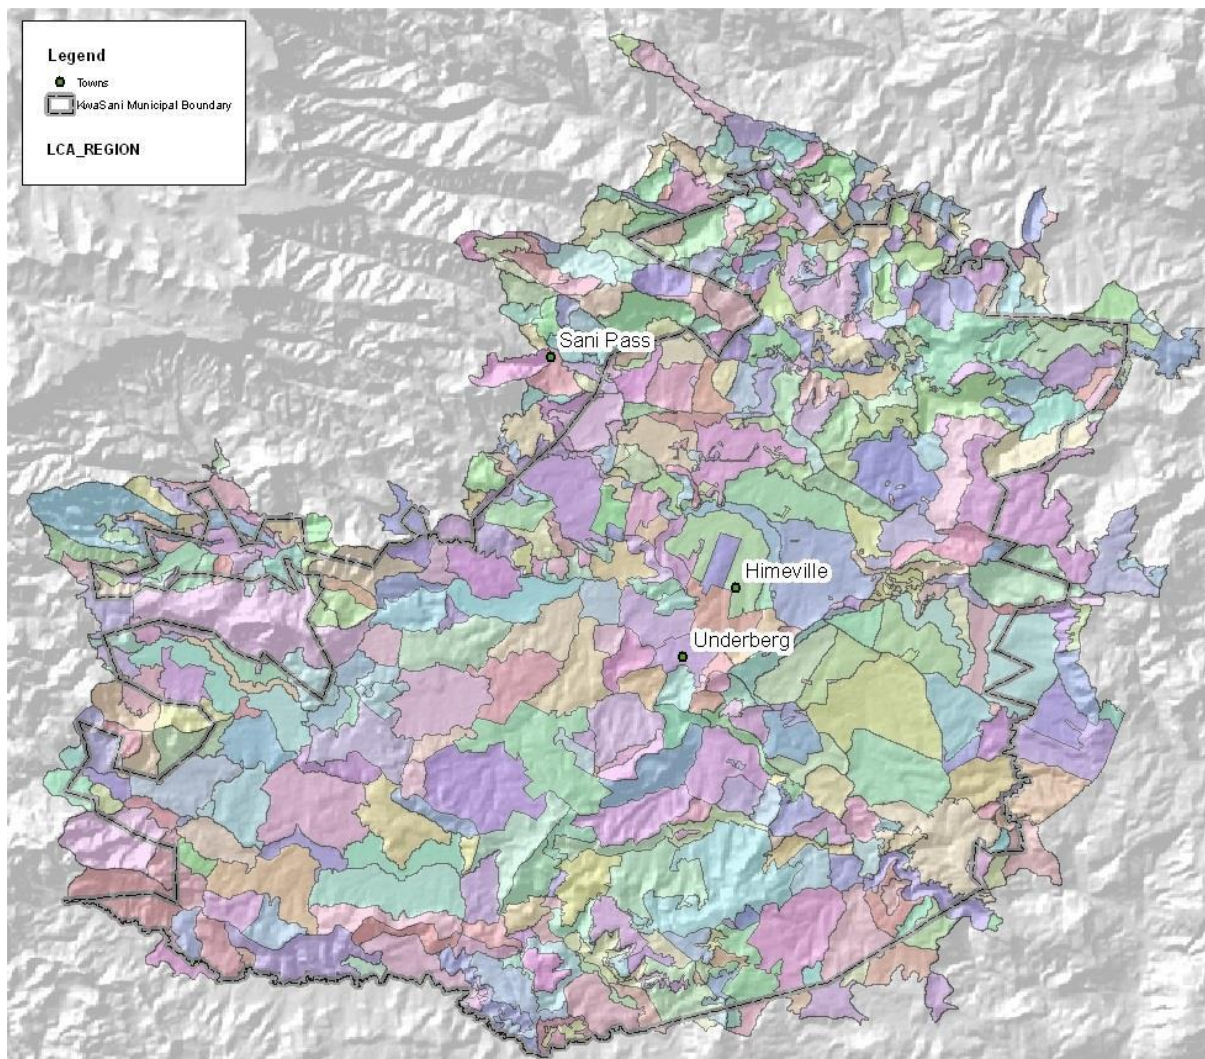 Legend
Towns
KwaSani Municipal Boundary
LCA_REGION
Sani Pass
Himeville
Underberg